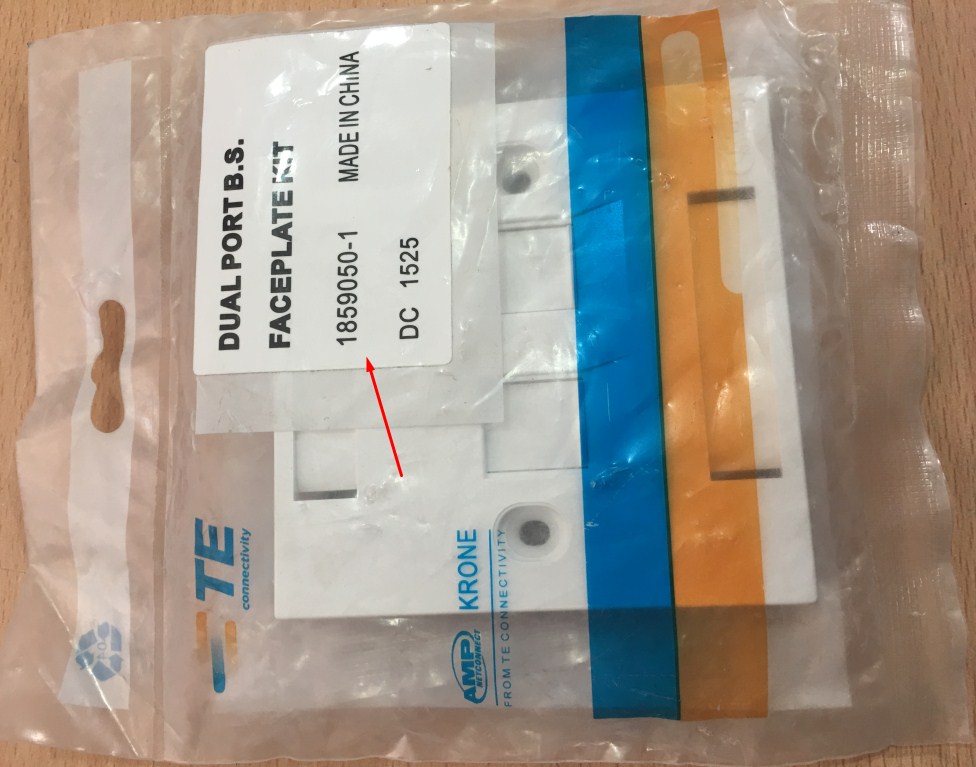 DUAL PORT B.S.
FACEPLATE KIT
1859050-1 MADE IN CHINA
DC 1525
TE
connectivity
AMP KRONE
NETCONNECT
FROM TE CONNECTIVITY